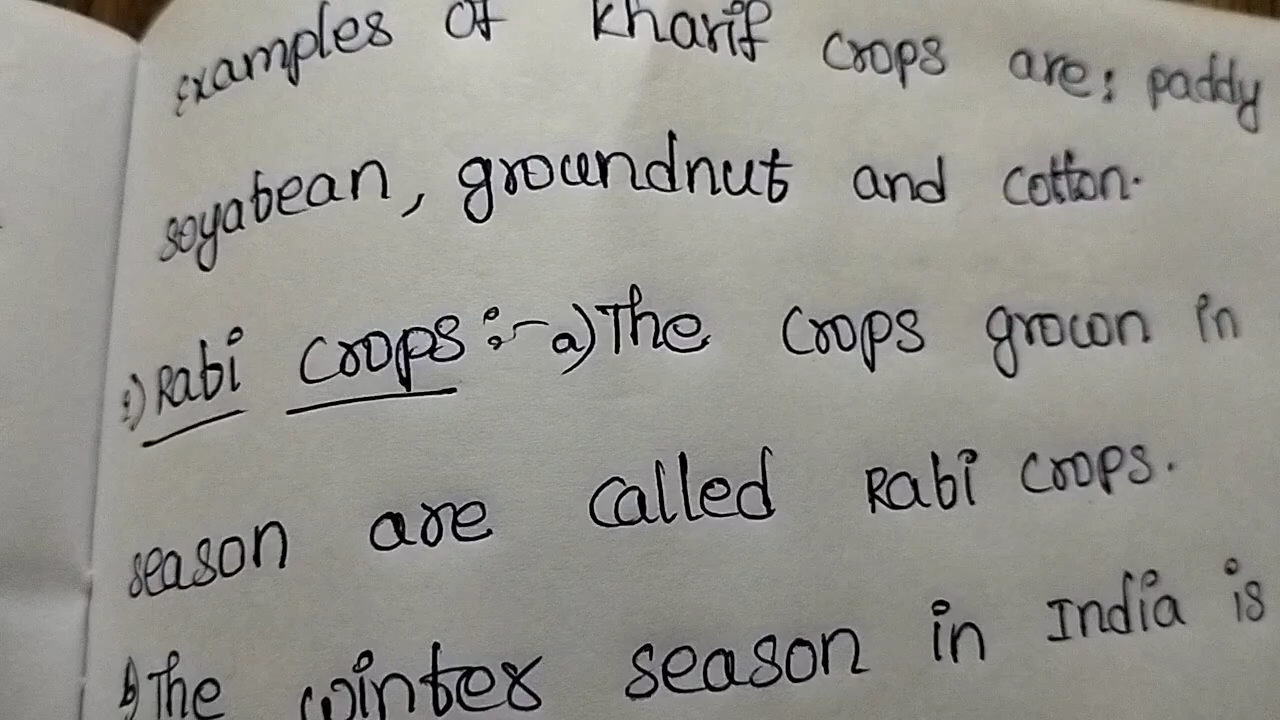 Examples of Kharif crops are: paddy
soyabean, groundnut and cotton.
i) Rabi crops :- a) The crops grown in
season are called Rabi crops.
b) The winter season in India is